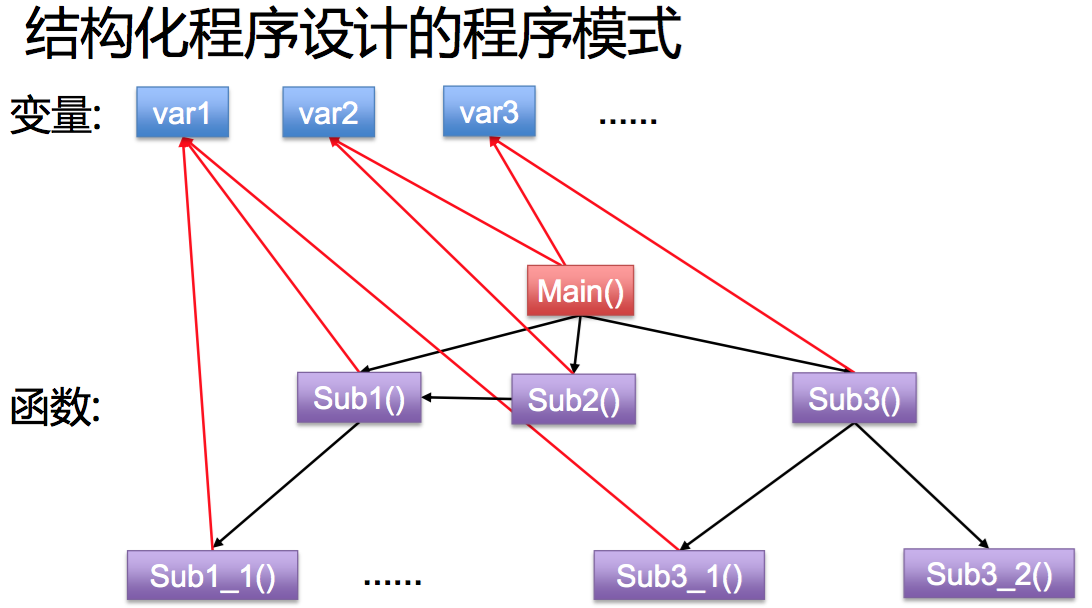 结构化程序设计的程序模式
变量: var1 var2 var3 ......
Main()
函数: Sub1() Sub2() Sub3()
Sub1_1() ...... Sub3_1() Sub3_2()